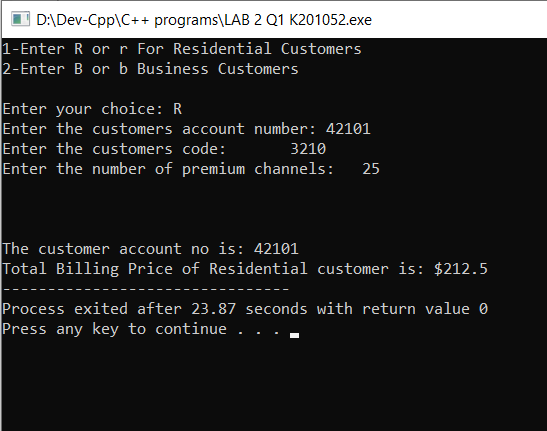 D:\Dev-Cpp\C++ programs\LAB 2 Q1 K201052.exe
1-Enter R or r For Residential Customers
2-Enter B or b Business Customers
Enter your choice: R
Enter the customers account number: 42101
Enter the customers code:       3210
Enter the number of premium channels:   25
The customer account no is: 42101
Total Billing Price of Residential customer is: $212.5
--------------------------------
Process exited after 23.87 seconds with return value 0
Press any key to continue . . .